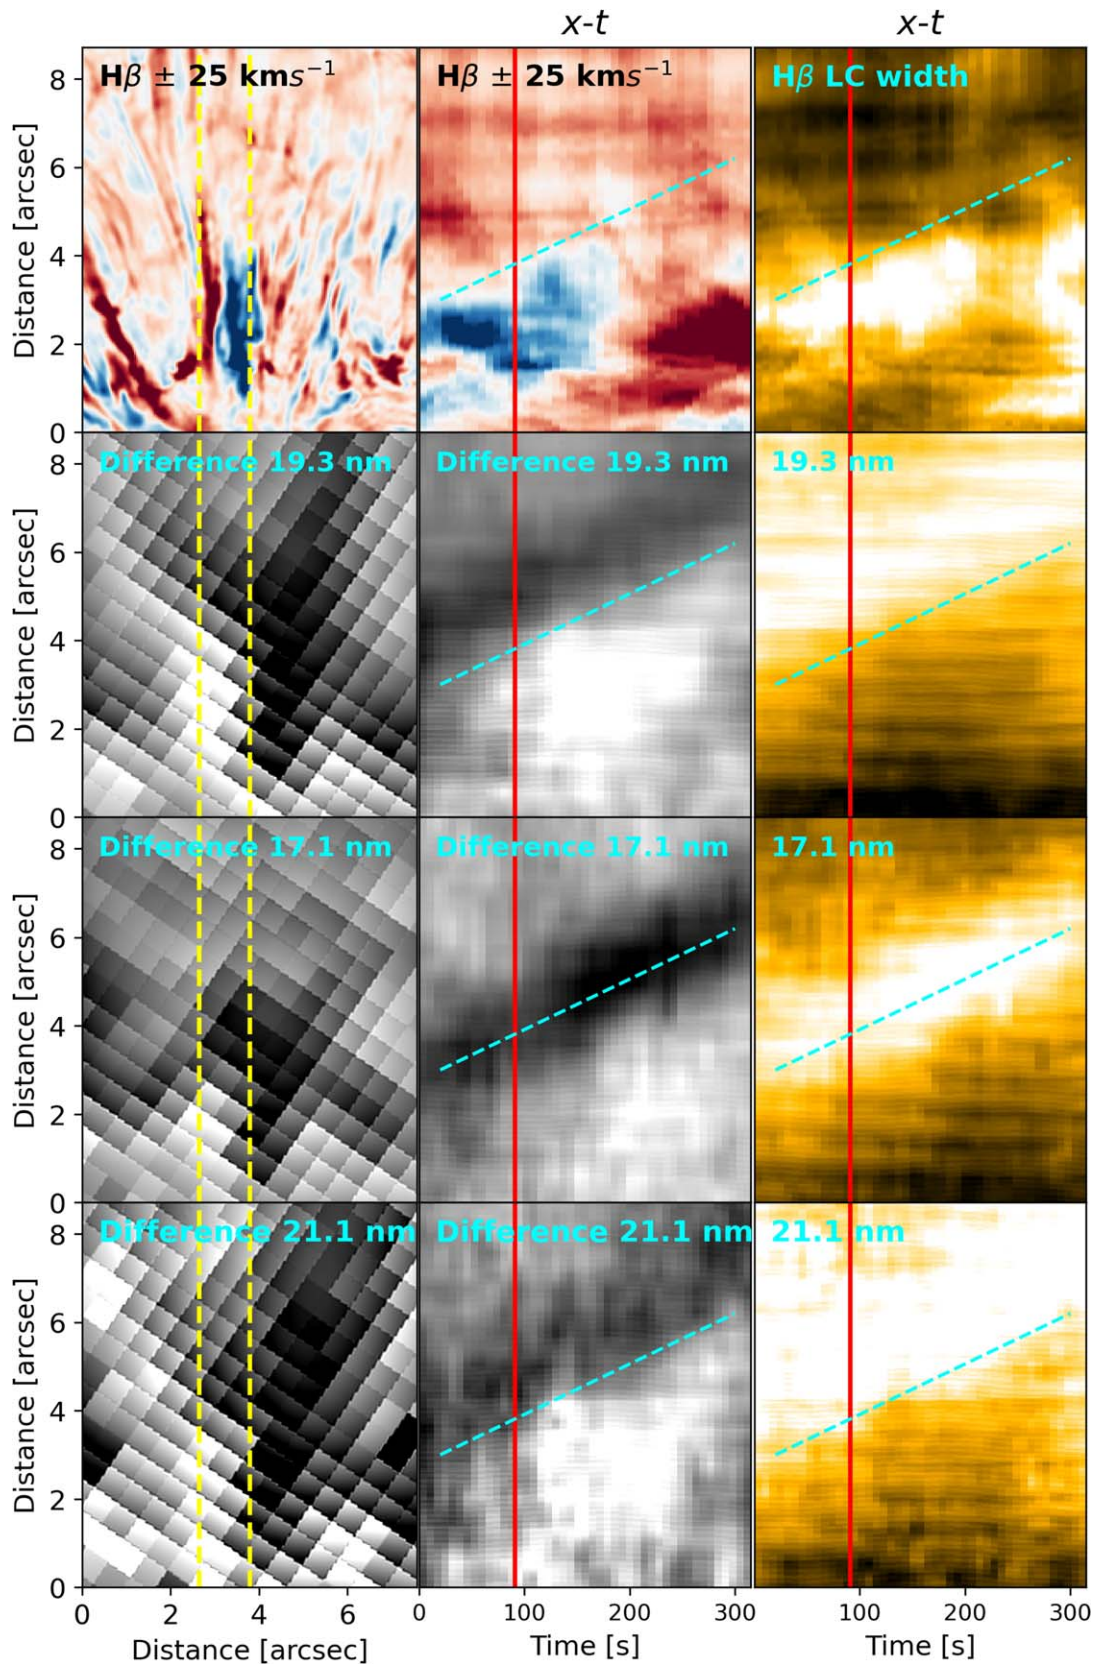 x-t x-t
Hβ ± 25 kms⁻¹ Hβ ± 25 kms⁻¹ Hβ LC width
Distance [arcsec]
8
6
4
2
0
Difference 19.3 nm Difference 19.3 nm 19.3 nm
Distance [arcsec]
8
6
4
2
0
Difference 17.1 nm Difference 17.1 nm 17.1 nm
Distance [arcsec]
8
6
4
2
0
Difference 21.1 nm Difference 21.1 nm 21.1 nm
Distance [arcsec]
8
6
4
2
0
0 2 4 6 0 100 200 300 100 200 300
Distance [arcsec] Time [s] Time [s]